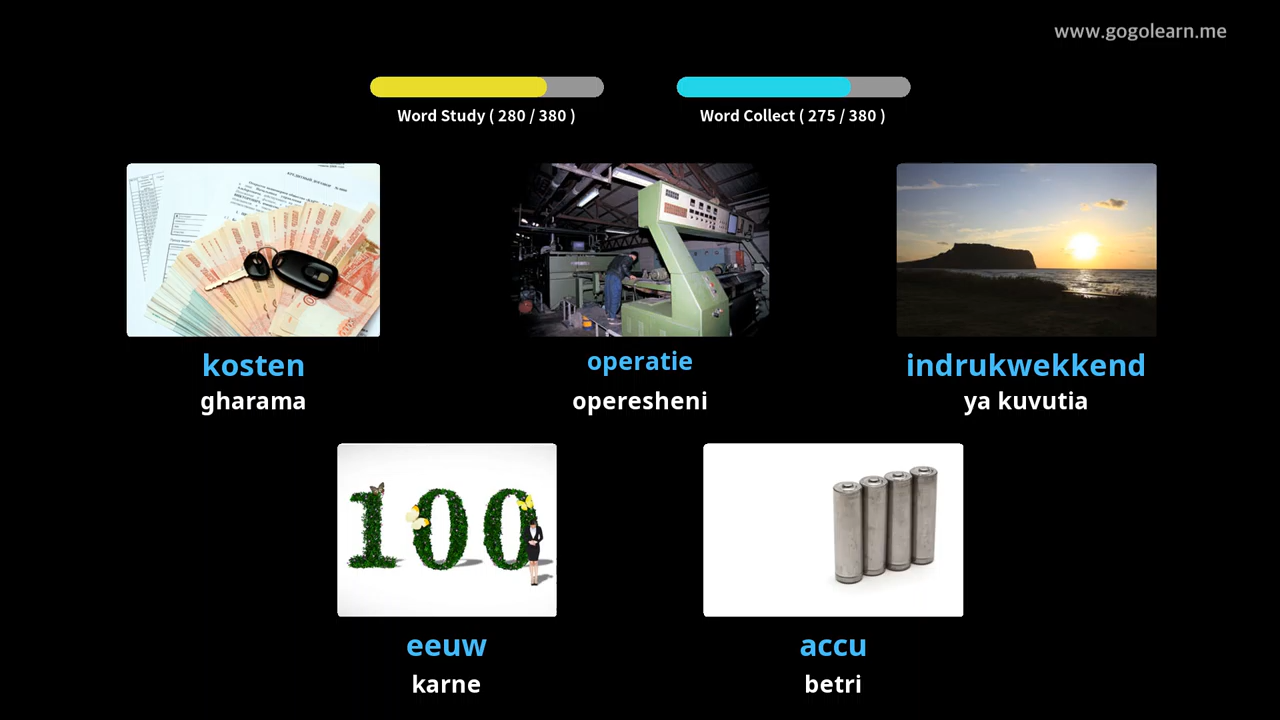 www.gogolearn.me
Word Study ( 280 / 380 )
Word Collect ( 275 / 380 )
kosten
gharama
operatie
operesheni
indrukwekkend
ya kuvutia
100
eeuw
karne
accu
betri